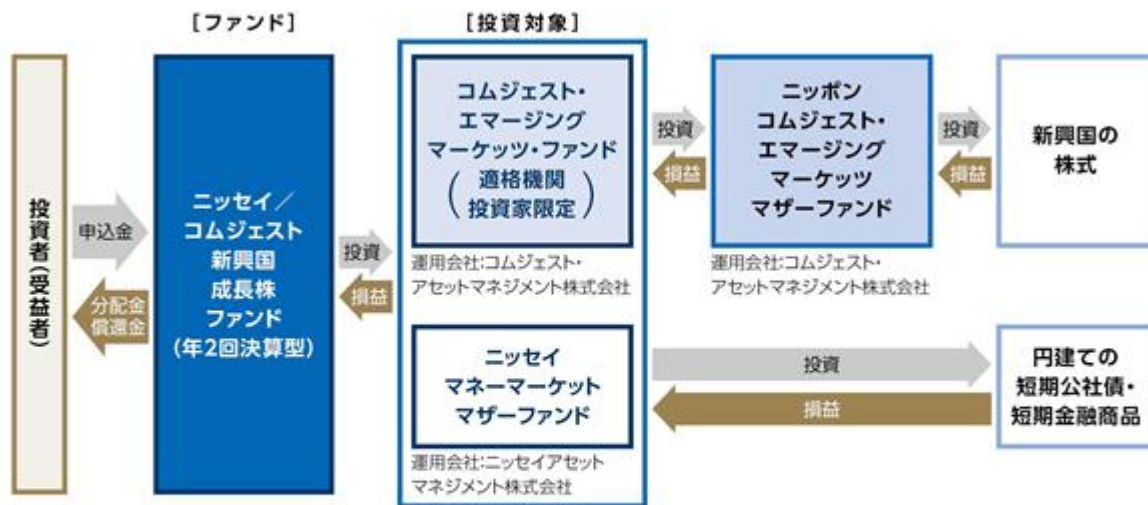 ［ファンド］
［投資対象］
投資者（受益者）
申込金
分配金
償還金
ニッセイ／
コムジェスト
新興国
成長株
ファンド
（年2回決算型）
投資
損益
コムジェスト・
エマージング
マーケッツ・ファンド
（適格機関
投資家限定）
運用会社:コムジェスト・
アセットマネジメント株式会社
投資
損益
ニッポン
コムジェスト・
エマージング
マーケッツ
マザーファンド
運用会社:コムジェスト・
アセットマネジメント株式会社
投資
損益
新興国の
株式
ニッセイ
マネーマーケット
マザーファンド
運用会社:ニッセイアセット
マネジメント株式会社
投資
損益
円建ての
短期公社債・
短期金融商品